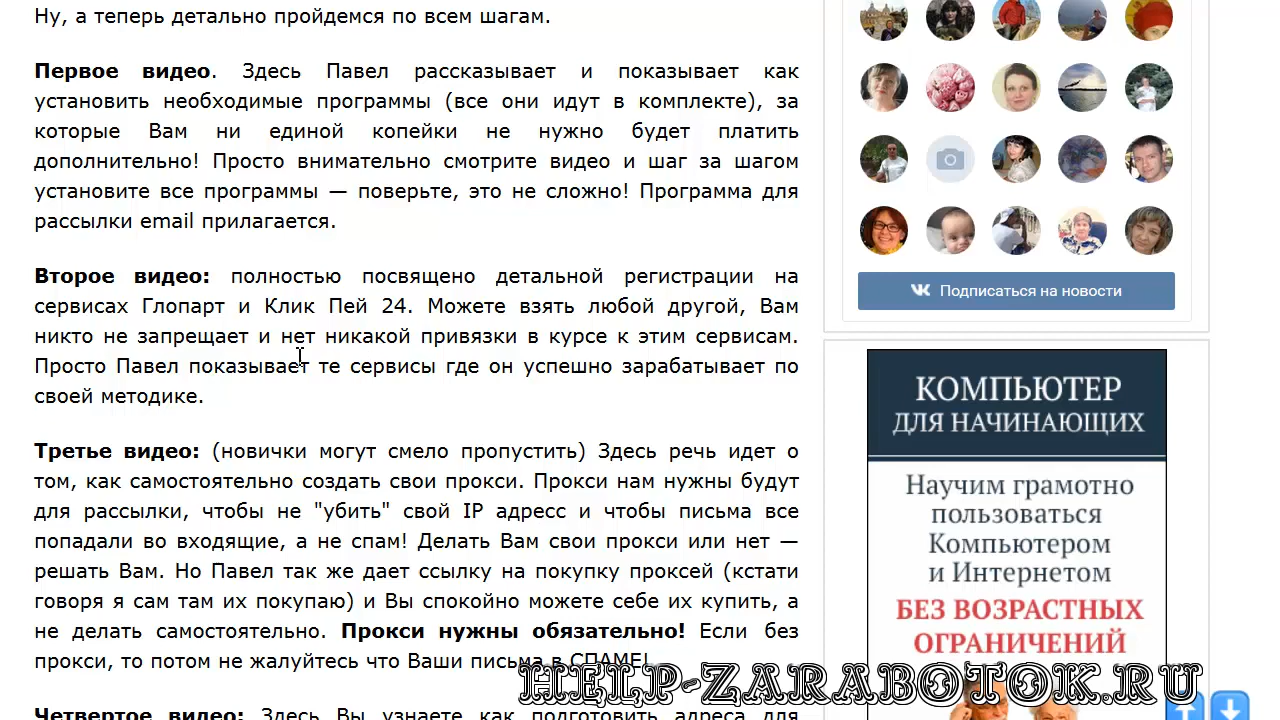 Ну, а теперь детально пройдемся по всем шагам.
Первое видео. Здесь Павел рассказывает и показывает как
установить необходимые программы (все они идут в комплекте), за
которые Вам ни единой копейки не нужно будет платить
дополнительно! Просто внимательно смотрите видео и шаг за шагом
установите все программы — поверьте, это не сложно! Программа для
рассылки email прилагается.
Второе видео: полностью посвящено детальной регистрации на
сервисах Глопарт и Клик Пей 24. Можете взять любой другой, Вам
никто не запрещает и нет никакой привязки в курсе к этим сервисам.
Просто Павел показывает те сервисы где он успешно зарабатывает по
своей методике.
Третье видео: (новички могут смело пропустить) Здесь речь идет о
том, как самостоятельно создать свои прокси. Прокси нам нужны будут
для рассылки, чтобы не "убить" свой IP адресс и чтобы письма все
попадали во входящие, а не спам! Делать Вам свои прокси или нет —
решать Вам. Но Павел так же дает ссылку на покупку проксей (кстати
говоря я сам там их покупаю) и Вы спокойно можете себе их купить, а
не делать самостоятельно. Прокси нужны обязательно! Если без
прокси, то потом не жалуйтесь что Ваши письма в СПАМЕ!
Четвертое видео: Здесь Вы узнаете как подготовить адреса для
Подписаться на новости
КОМПЬЮТЕР
ДЛЯ НАЧИНАЮЩИХ
Научим грамотно
пользоваться
Компьютером
и Интернетом
БЕЗ ВОЗРАСТНЫХ
ОГРАНИЧЕНИЙ
HELP-ZARABOTOK.RU